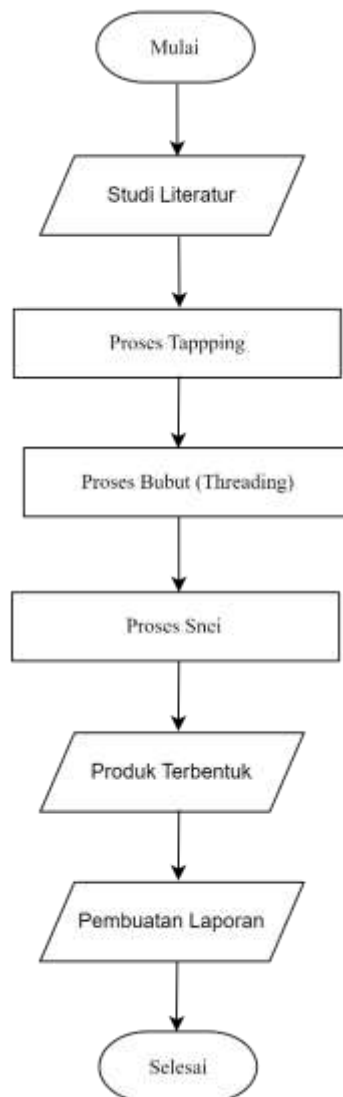 Mulai
Studi Literatur
Proses Tappping
Proses Bubut (Threading)
Proses Snei
Produk Terbentuk
Pembuatan Laporan
Selesai